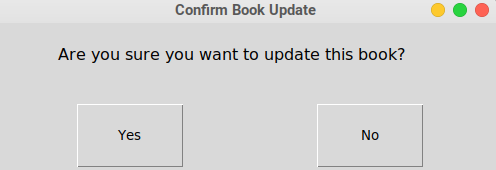 Confirm Book Update
Are you sure you want to update this book?
Yes
No